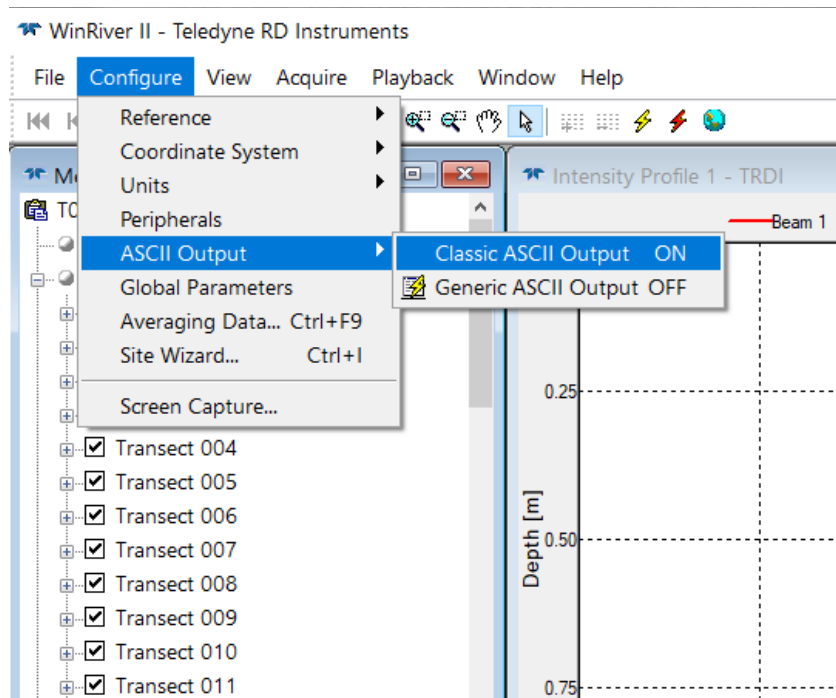 WinRiver II - Teledyne RD Instruments
File Configure View Acquire Playback Window Help
Reference
Coordinate System
Units
Peripherals
ASCII Output
Global Parameters
Averaging Data... Ctrl+F9
Site Wizard... Ctrl+I
Screen Capture...
Classic ASCII Output ON
Generic ASCII Output OFF
Transect 004
Transect 005
Transect 006
Transect 007
Transect 008
Transect 009
Transect 010
Transect 011
Intensity Profile 1 - TRDI
Beam 1
0.25
Depth [m]
0.50
0.75